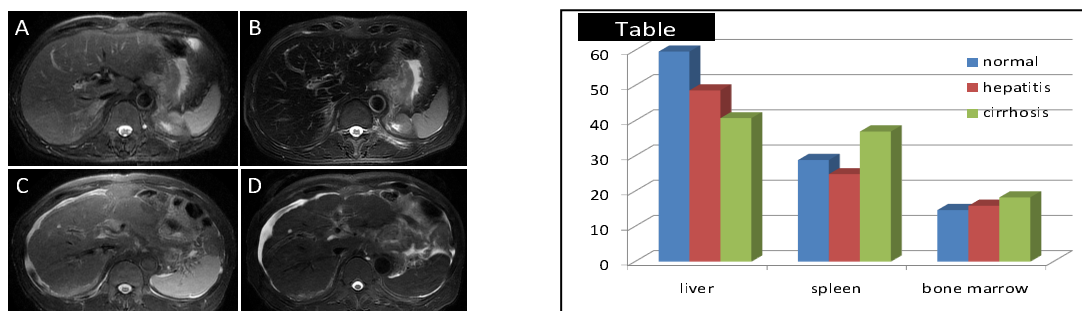 A
B
C
D
Table
60
50
40
30
20
10
0
normal
hepatitis
cirrhosis
liver
spleen
bone marrow